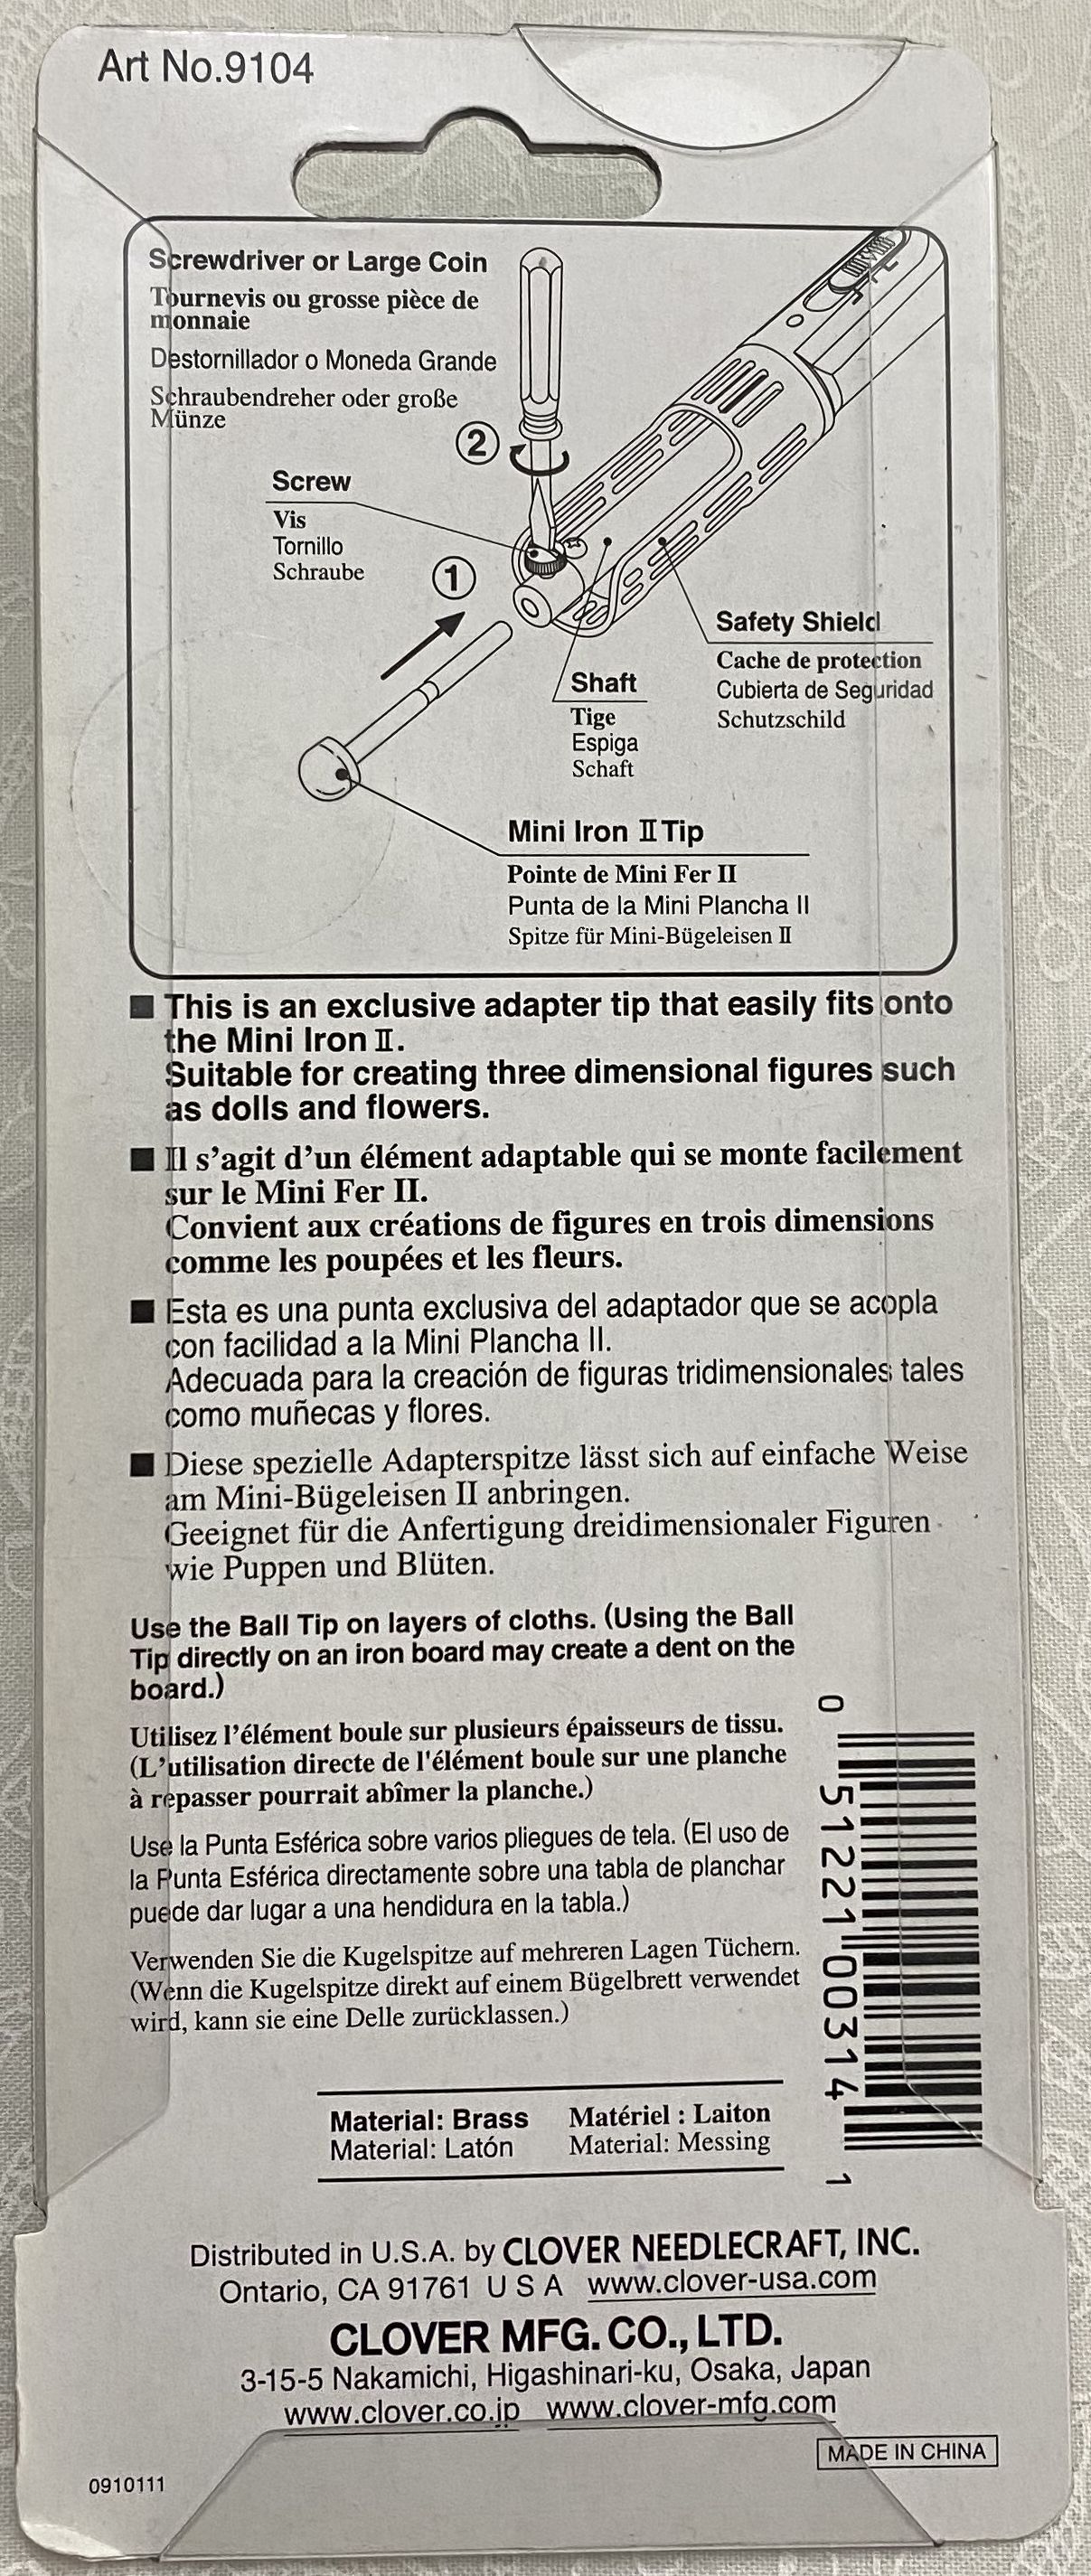 Art No.9104
Screwdriver or Large Coin
Tournevis ou grosse pièce de
monnaie
Destornillador o Moneda Grande
Schraubendreher oder große
Münze
②
Screw
Vis
Tornillo
Schraube
①
Safety Shield
Cache de protection
Cubierta de Seguridad
Schutzschild
Shaft
Tige
Espiga
Schaft
Mini Iron Ⅱ Tip
Pointe de Mini Fer II
Punta de la Mini Plancha II
Spitze für Mini-Bügeleisen Ⅱ
■ This is an exclusive adapter tip that easily fits onto
the Mini Iron Ⅱ.
Suitable for creating three dimensional figures such
as dolls and flowers.
■ Il s'agit d'un élément adaptable qui se monte facilement
sur le Mini Fer II.
Convient aux créations de figures en trois dimensions
comme les poupées et les fleurs.
■ Esta es una punta exclusiva del adaptador que se acopla
con facilidad a la Mini Plancha II.
Adecuada para la creación de figuras tridimensionales tales
como muñecas y flores.
■ Diese spezielle Adapterspitze lässt sich auf einfache Weise
am Mini-Bügeleisen II anbringen.
Geeignet für die Anfertigung dreidimensionaler Figuren
wie Puppen und Blüten.
Use the Ball Tip on layers of cloths. (Using the Ball
Tip directly on an iron board may create a dent on the
board.)
Utilisez l'élément boule sur plusieurs épaisseurs de tissu.
(L'utilisation directe de l'élément boule sur une planche
à repasser pourrait abîmer la planche.)
Use la Punta Esférica sobre varios pliegues de tela. (El uso de
la Punta Esférica directamente sobre una tabla de planchar
puede dar lugar a una hendidura en la tabla.)
Verwenden Sie die Kugelspitze auf mehreren Lagen Tüchern.
(Wenn die Kugelspitze direkt auf einem Bügelbrett verwendet
wird, kann sie eine Delle zurücklassen.)
0 51221 00314 1
Material: Brass Matériel : Laiton
Material: Latón Material: Messing
Distributed in U.S.A. by CLOVER NEEDLECRAFT, INC.
Ontario, CA 91761 U S A www.clover-usa.com
CLOVER MFG. CO., LTD.
3-15-5 Nakamichi, Higashinari-ku, Osaka, Japan
www.clover.co.jp www.clover-mfg.com
MADE IN CHINA
0910111